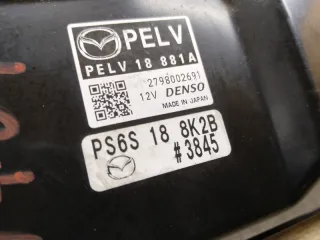 PELV
PELV 18 881A
2798002691
12V DENSO
MADE IN JAPAN
PS6S 18 8K2B
#3845